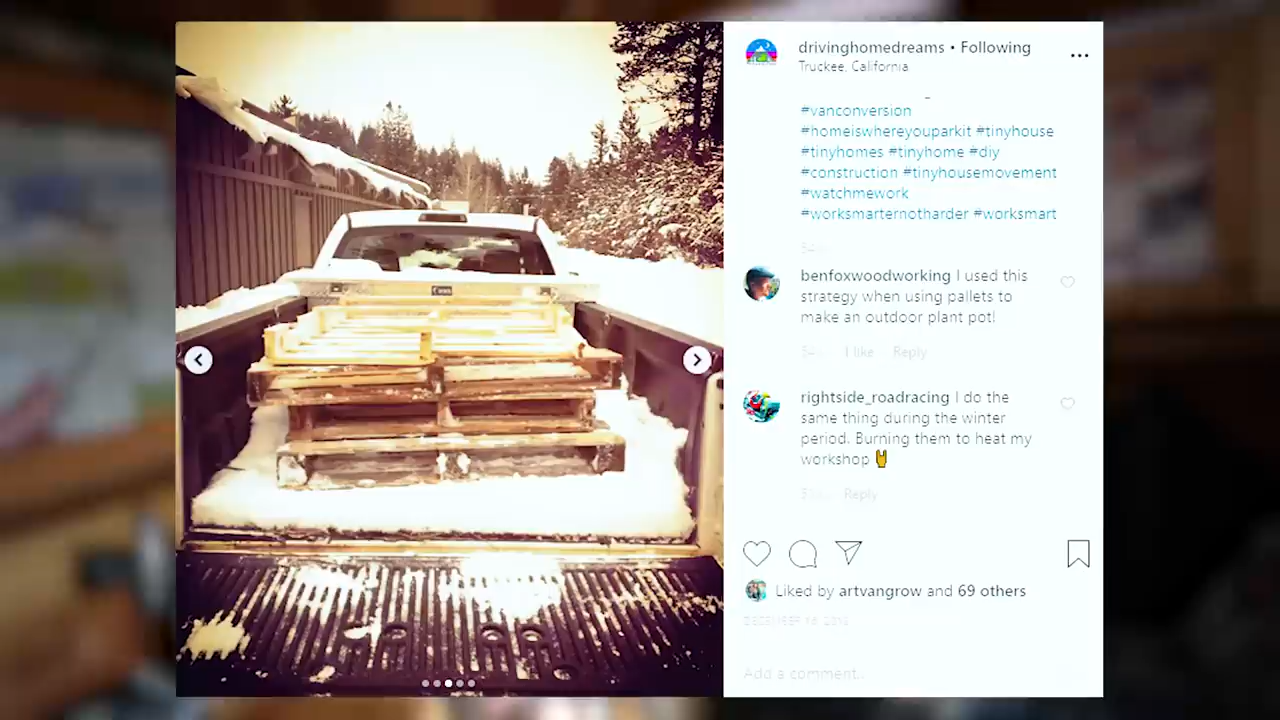 drivinghomedreams • Following
Truckee, California
#vanconversion
#homeiswhereyouparkit #tinyhouse
#tinyhomes #tinyhome #diy
#construction #tinyhousemovement
#watchmework
#worksmarternotharder #worksmart
benfoxwoodworking I used this
strategy when using pallets to
make an outdoor plant pot!
1 like Reply
rightside_roadracing I do the
same thing during the winter
period. Burning them to heat my
workshop 🤘
Reply
Liked by artvangrow and 69 others
Add a comment...